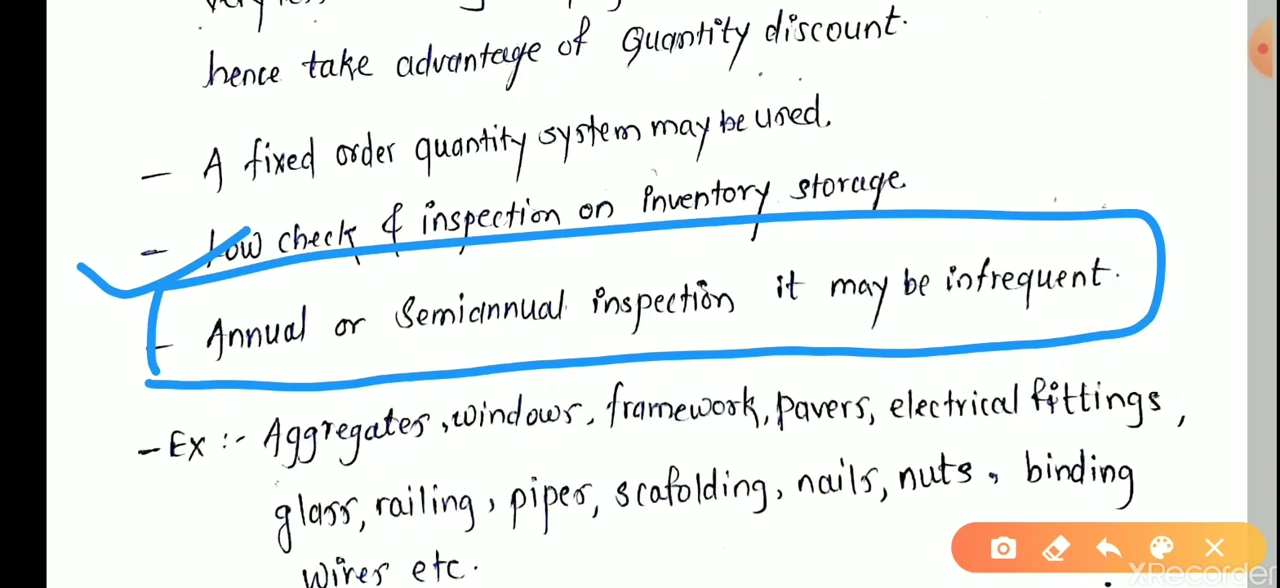 hence take advantage of quantity discount.
- A fixed order quantity system may be used.
- Low check & inspection on inventory storage.
- Annual or Semiannual inspection it may be infrequent.
- Ex :- Aggregates, windows, framework, pavers, electrical fittings,
glass, railing, pipes, scafolding, nails, nuts, binding
wires etc.
XRecorder